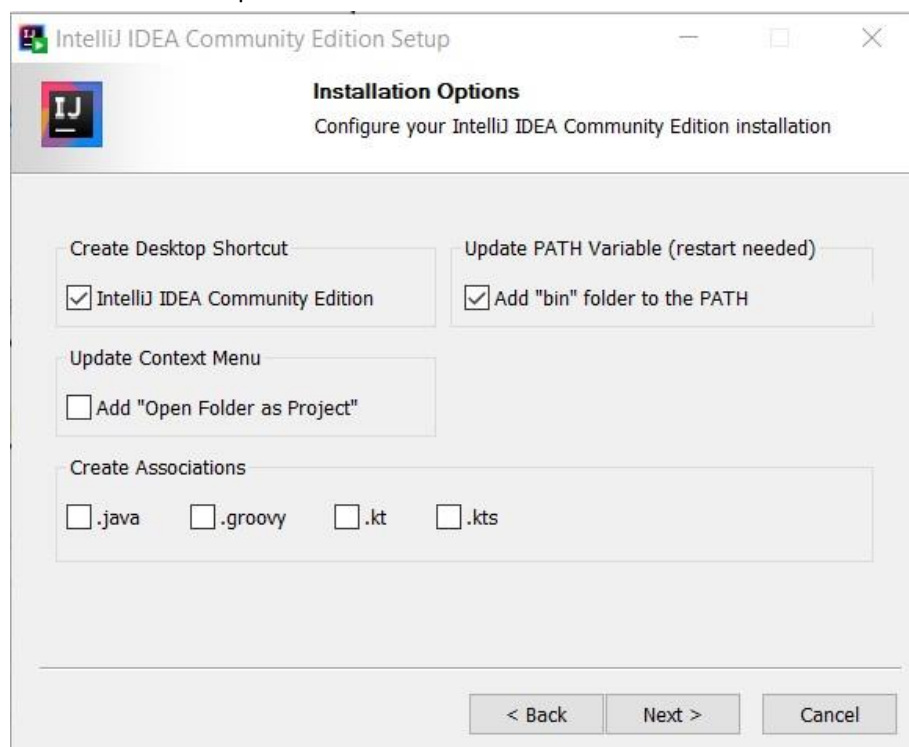 IntelliJ IDEA Community Edition Setup
IJ
Installation Options
Configure your IntelliJ IDEA Community Edition installation
Create Desktop Shortcut
IntelliJ IDEA Community Edition
Update PATH Variable (restart needed)
Add "bin" folder to the PATH
Update Context Menu
Add "Open Folder as Project"
Create Associations
.java .groovy .kt .kts
< Back Next > Cancel